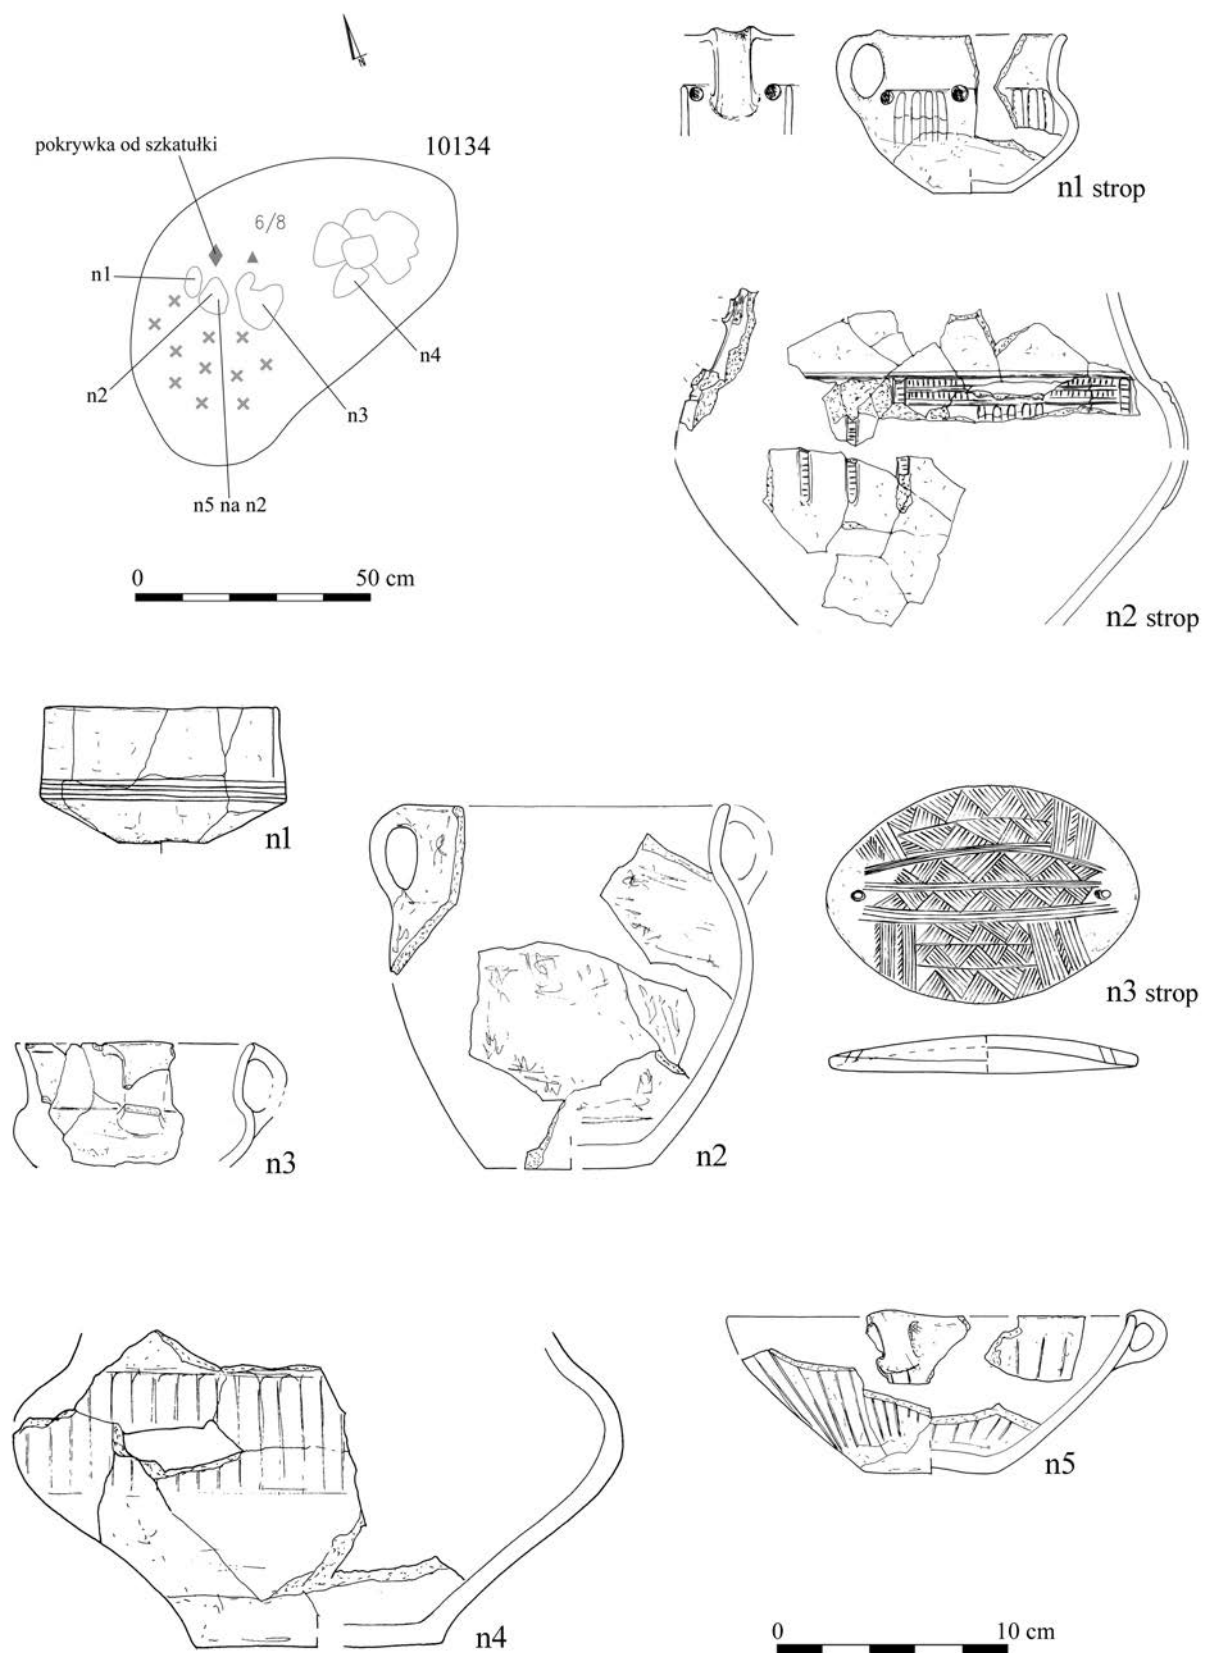 pokrywka od szkatułki
10134
6/8
n1
n2
n4
n3
n5 na n2
0 50 cm
n1 strop
n2 strop
n1
n2
n3 strop
n3
n4
n5
0 10 cm